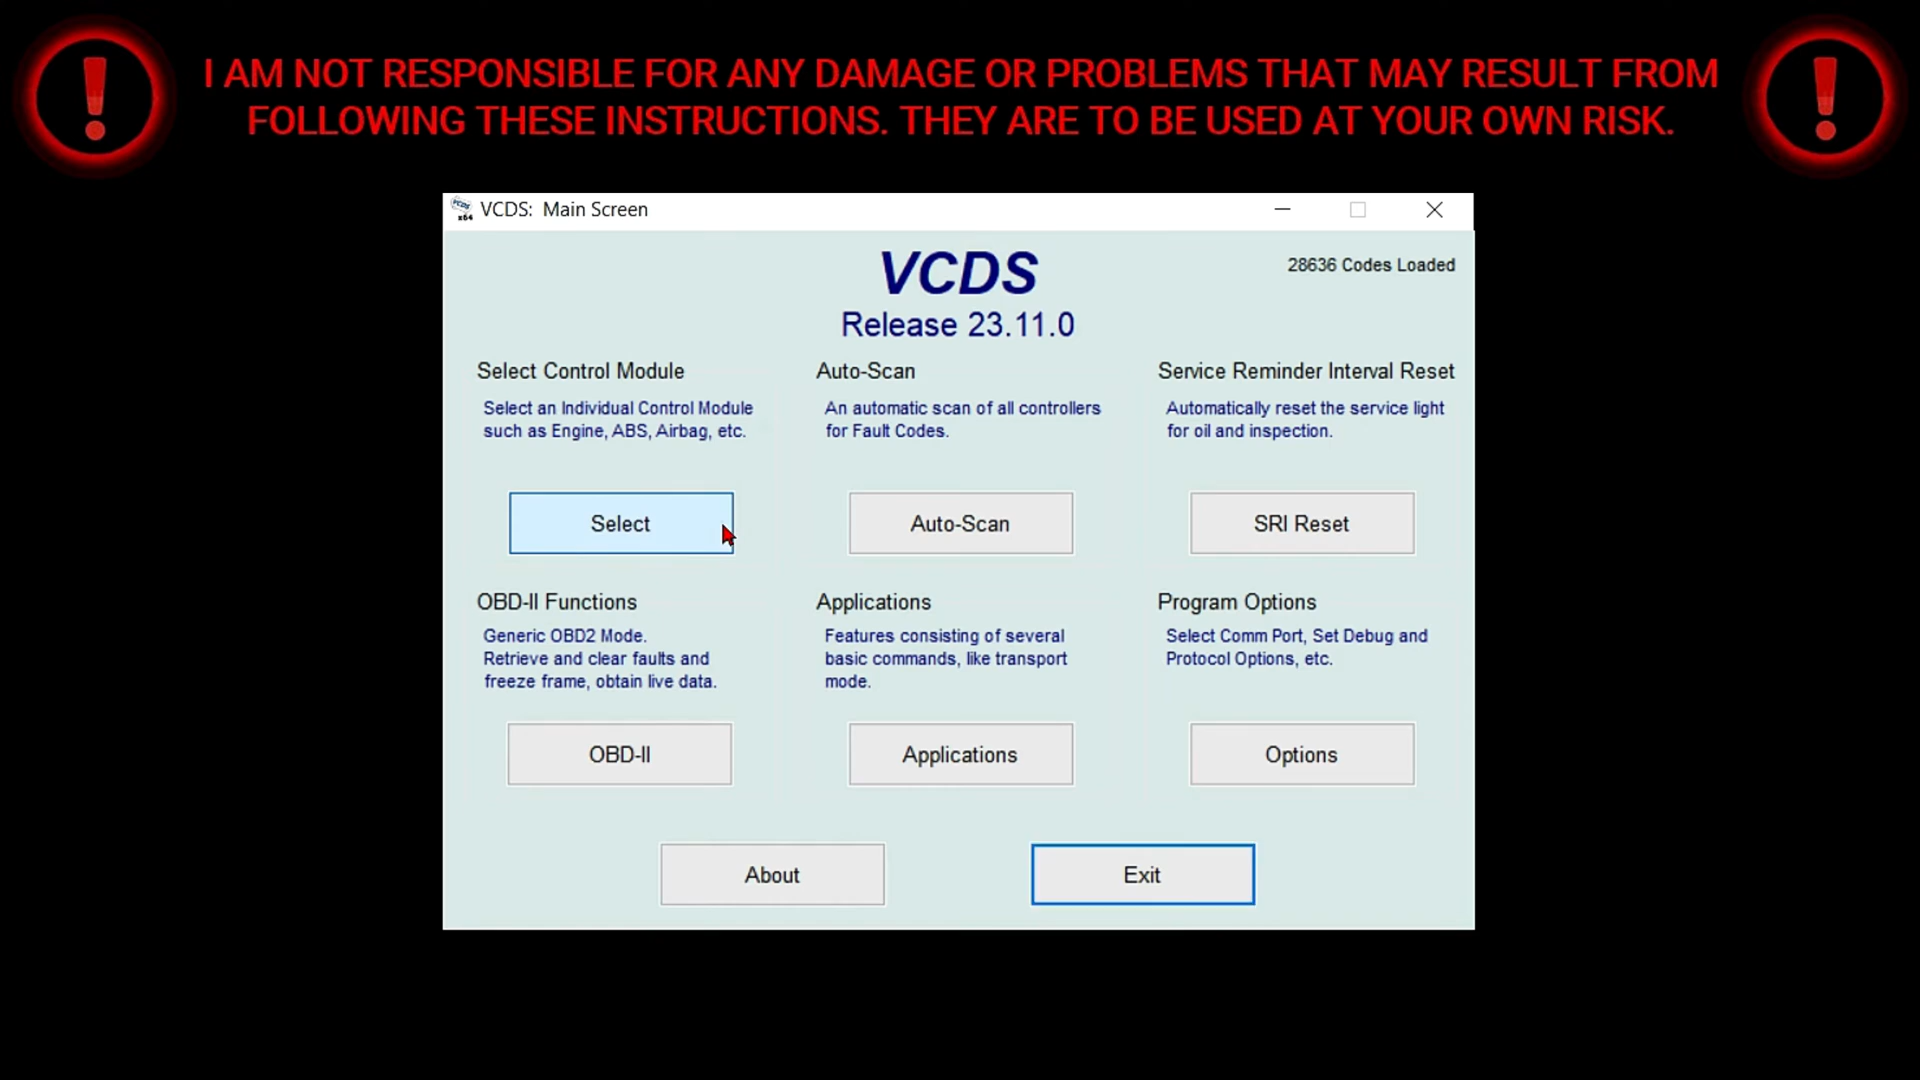 I AM NOT RESPONSIBLE FOR ANY DAMAGE OR PROBLEMS THAT MAY RESULT FROM
FOLLOWING THESE INSTRUCTIONS. THEY ARE TO BE USED AT YOUR OWN RISK.
VCDS x64 VCDS: Main Screen
VCDS
28636 Codes Loaded
Release 23.11.0
Select Control Module
Select an Individual Control Module
such as Engine, ABS, Airbag, etc.
Select
Auto-Scan
An automatic scan of all controllers
for Fault Codes.
Auto-Scan
Service Reminder Interval Reset
Automatically reset the service light
for oil and inspection.
SRI Reset
OBD-II Functions
Generic OBD2 Mode.
Retrieve and clear faults and
freeze frame, obtain live data.
OBD-II
Applications
Features consisting of several
basic commands, like transport
mode.
Applications
Program Options
Select Comm Port, Set Debug and
Protocol Options, etc.
Options
About
Exit